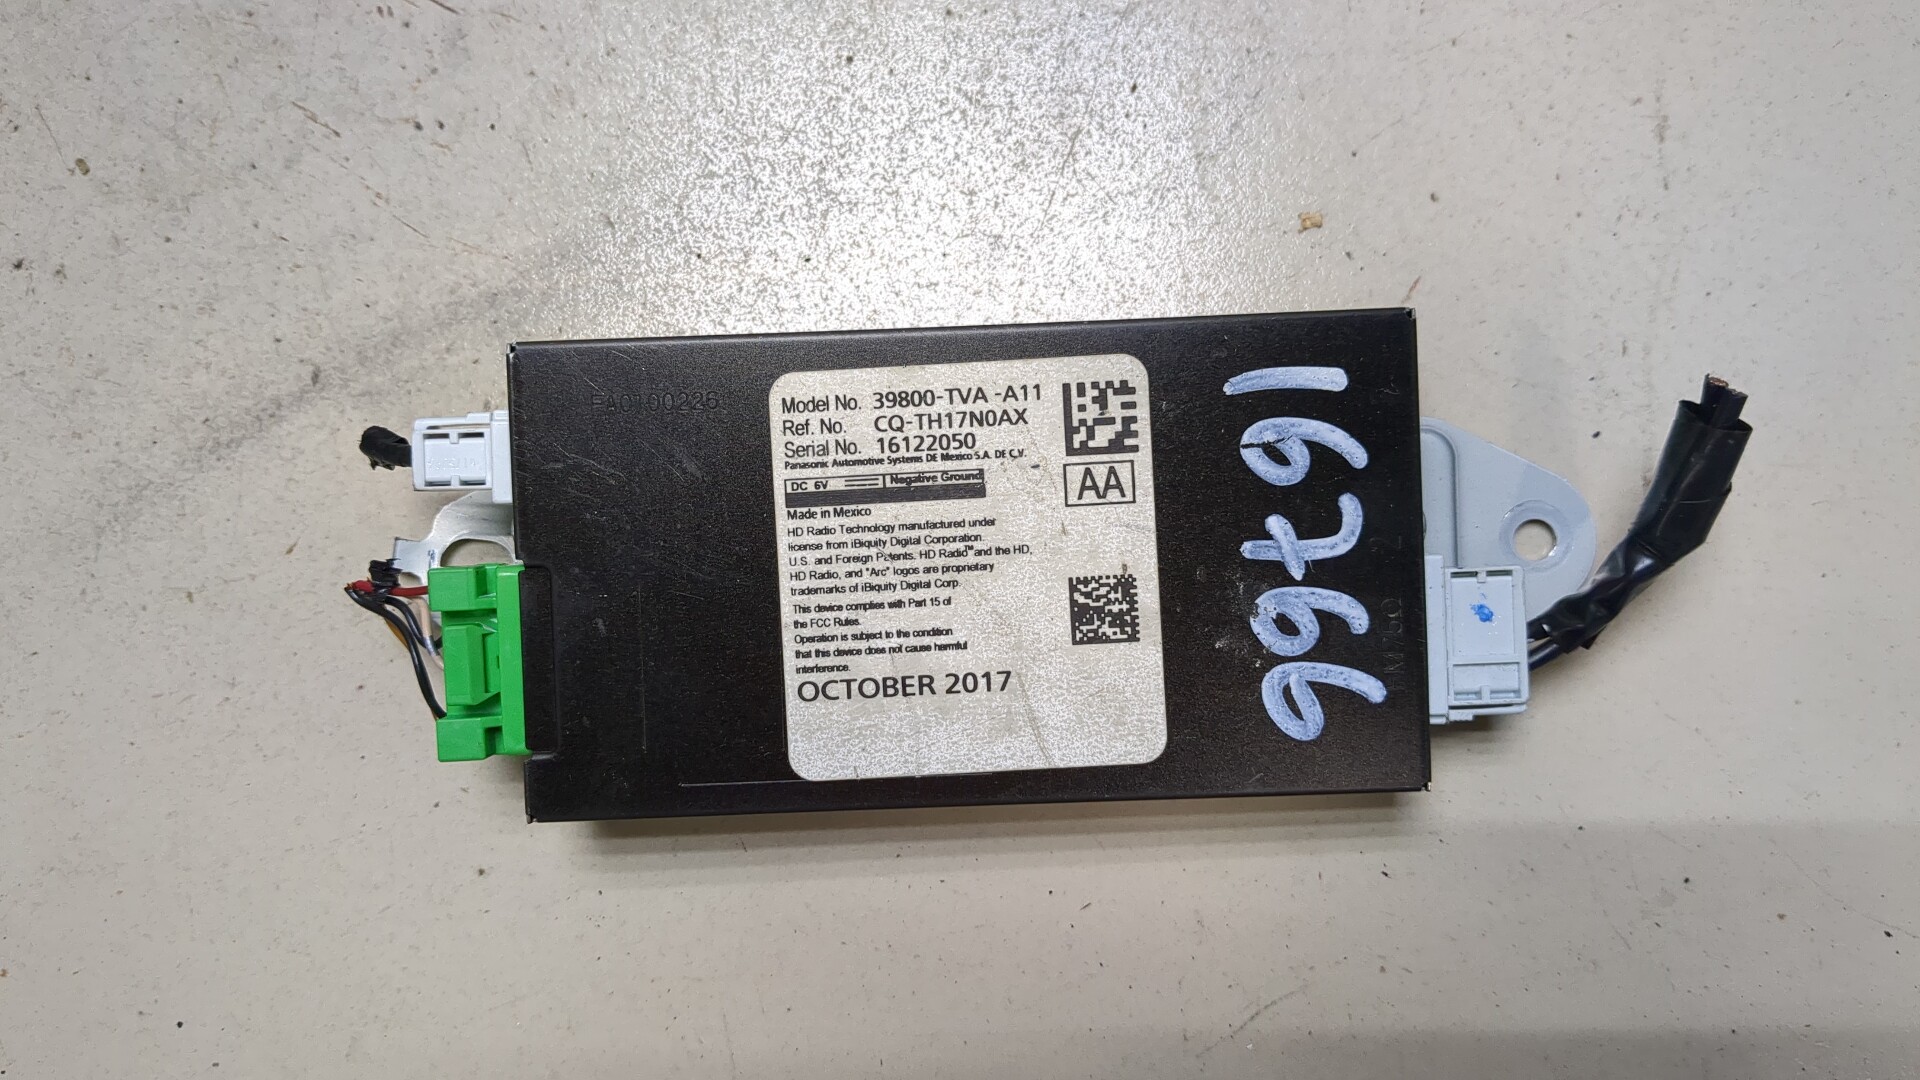 FA0100226
Model No. 39800-TVA -A11
Ref. No. CQ-TH17N0AX
Serial No. 16122050
Panasonic Automotive Systems DE Mexico S.A. DE C.V.
DC 6V Negative Ground
Made in Mexico
HD Radio Technology manufactured under
license from iBiquity Digital Corporation.
U.S. and Foreign Patents. HD Radio™ and the HD,
HD Radio, and "Arc" logos are proprietary
trademarks of iBiquity Digital Corp.
This device complies with Part 15 of
the FCC Rules.
Operation is subject to the condition
that this device does not cause harmful
interference.
OCTOBER 2017
AA
16766